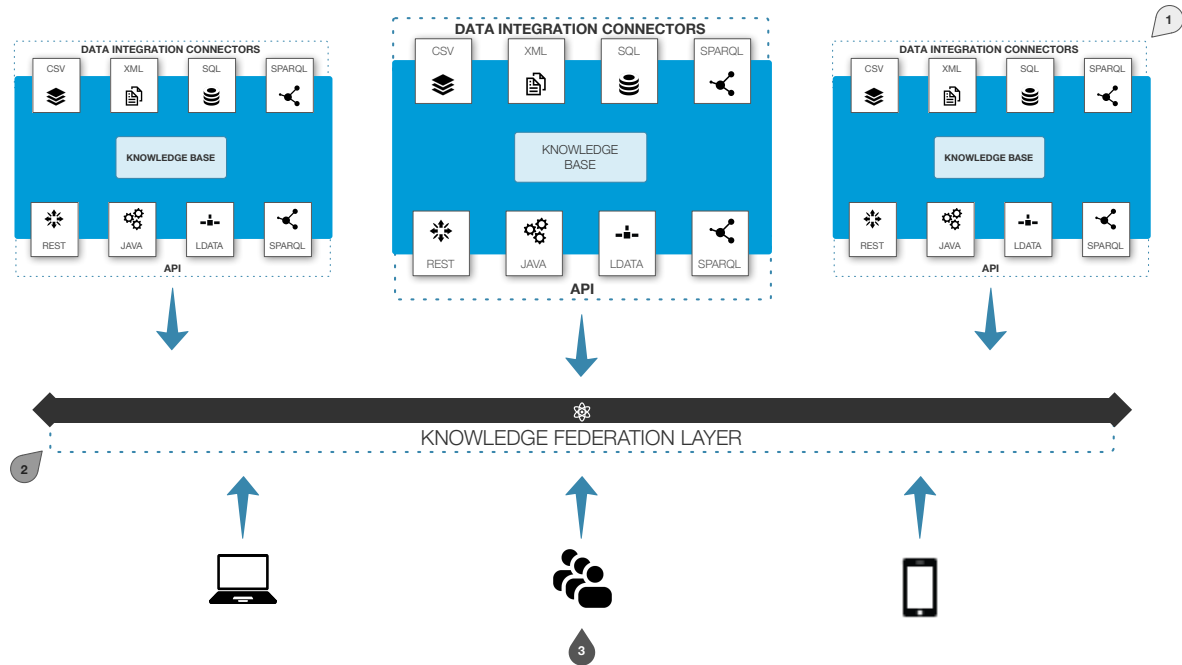 1
DATA INTEGRATION CONNECTORS
CSV XML SQL SPARQL
KNOWLEDGE BASE
REST JAVA LDATA SPARQL
API
DATA INTEGRATION CONNECTORS
CSV XML SQL SPARQL
KNOWLEDGE
BASE
REST JAVA LDATA SPARQL
API
DATA INTEGRATION CONNECTORS
CSV XML SQL SPARQL
KNOWLEDGE BASE
REST JAVA LDATA SPARQL
API
KNOWLEDGE FEDERATION LAYER
2
3